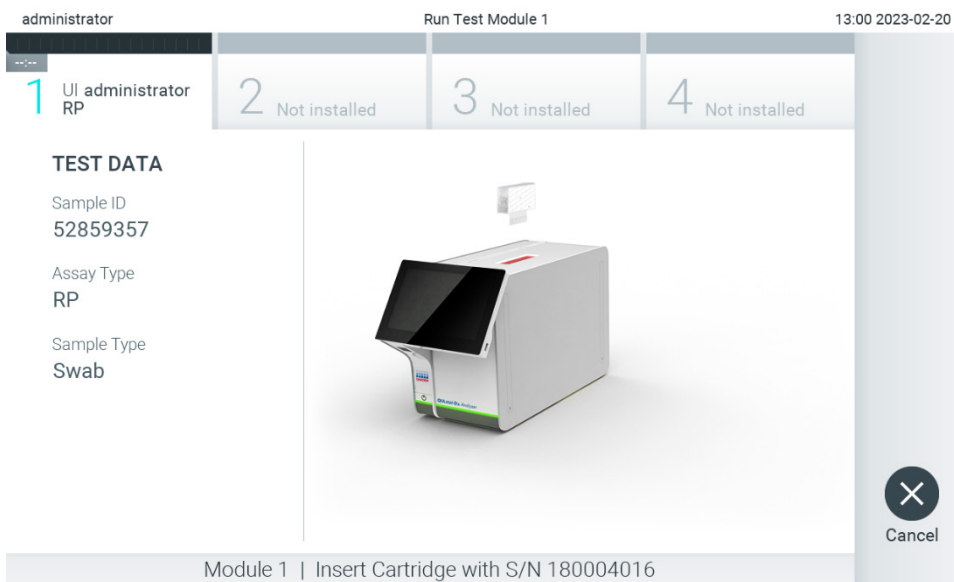 administrator
Run Test Module 1
13:00 2023-02-20
--:--
1 UI administrator
RP
2 Not installed
3 Not installed
4 Not installed
TEST DATA
Sample ID
52859357
Assay Type
RP
Sample Type
Swab
Cancel
Module 1 | Insert Cartridge with S/N 180004016